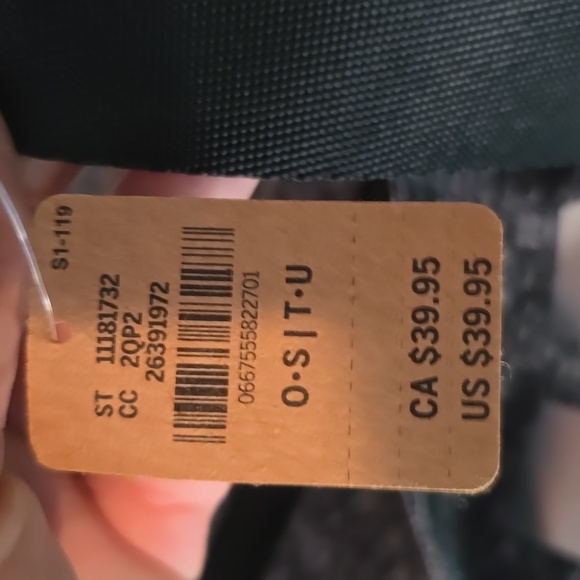 S1-119
ST 11181732
CC 2QP2
26391972
0667555822701
O·S|T·U
CA $39.95
US $39.95